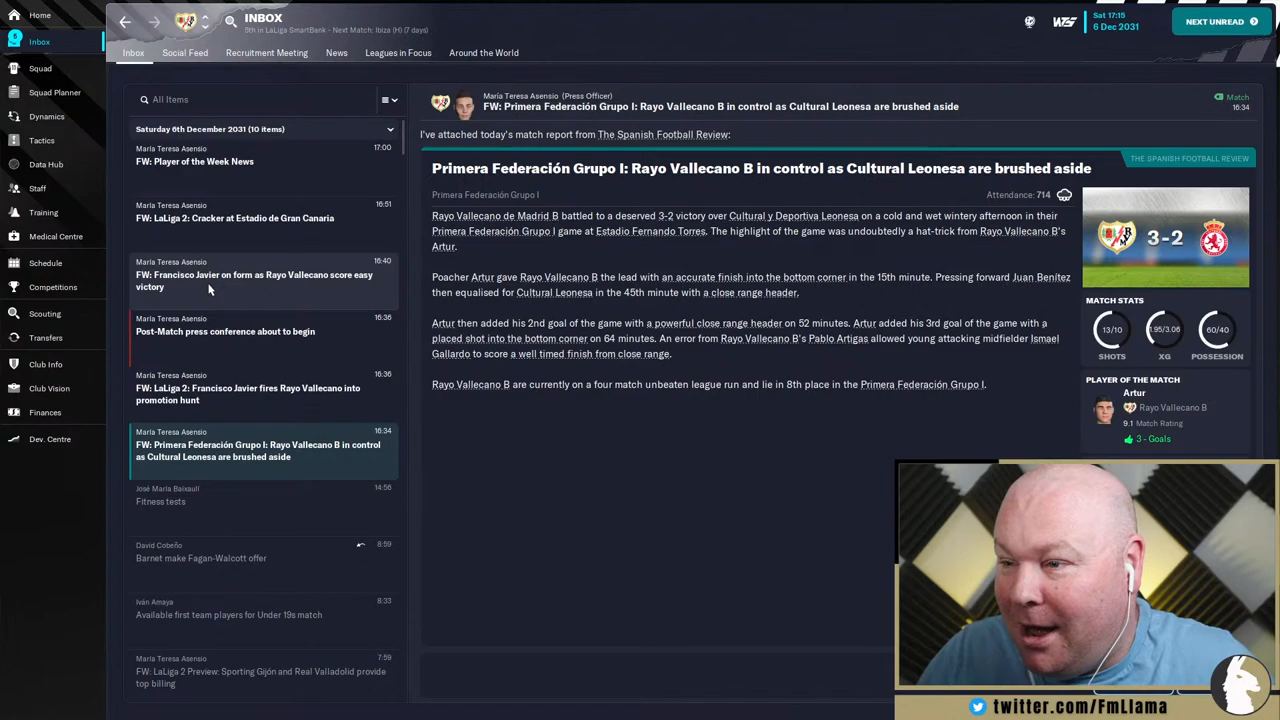 Home
5
Inbox
Squad
Squad Planner
Dynamics
Tactics
Data Hub
Staff
Training
Medical Centre
Schedule
Competitions
Scouting
Club Info
Club Vision
Finances
Dev. Centre
INBOX
5th in LaLiga SmartBank - Next Match: Ibiza (H) (7 days)
Sat 17:15
6 Dec 2031
NEXT UNREAD
Inbox Social Feed Recruitment Meeting News Leagues in Focus Around the World
All Items
Saturday 6th December 2031 (10 items)
María Teresa Asensio 17:00
FW: Player of the Week News
María Teresa Asensio 16:51
FW: LaLiga 2: Cracker at Estadio de Gran Canaria
María Teresa Asensio 16:40
FW: Francisco Javier on form as Rayo Vallecano score easy
victory
María Teresa Asensio 16:36
Post-Match press conference about to begin
María Teresa Asensio 16:36
FW: LaLiga 2: Francisco Javier fires Rayo Vallecano into
promotion hunt
María Teresa Asensio 16:34
FW: Primera Federación Grupo I: Rayo Vallecano B in control
as Cultural Leonesa are brushed aside
José María Baixaulí 14:56
Fitness tests
David Cobeño 8:59
Barnet make Fagan-Walcott offer
Iván Amaya 8:33
Available first team players for Under 19s match
María Teresa Asensio 7:59
FW: LaLiga 2 Preview: Sporting Gijón and Real Valladolid provide
top billing
María Teresa Asensio (Press Officer)
FW: Primera Federación Grupo I: Rayo Vallecano B in control as Cultural Leonesa are brushed aside
Match
16:34
I've attached today's match report from The Spanish Football Review:
THE SPANISH FOOTBALL REVIEW
Primera Federación Grupo I: Rayo Vallecano B in control as Cultural Leonesa are brushed aside
Primera Federación Grupo I Attendance: 714
Rayo Vallecano de Madrid B battled to a deserved 3-2 victory over Cultural y Deportiva Leonesa on a cold and wet wintery afternoon in their
Primera Federación Grupo I game at Estadio Fernando Torres. The highlight of the game was undoubtedly a hat-trick from Rayo Vallecano B's
Artur.
Poacher Artur gave Rayo Vallecano B the lead with an accurate finish into the bottom corner in the 15th minute. Pressing forward Juan Benítez
then equalised for Cultural Leonesa in the 45th minute with a close range header.
Artur then added his 2nd goal of the game with a powerful close range header on 52 minutes. Artur added his 3rd goal of the game with a
placed shot into the bottom corner on 64 minutes. An error from Rayo Vallecano B's Pablo Artigas allowed young attacking midfielder Ismael
Gallardo to score a well timed finish from close range.
Rayo Vallecano B are currently on a four match unbeaten league run and lie in 8th place in the Primera Federación Grupo I.
3-2
MATCH STATS
13/10 1.95/3.06 60/40
SHOTS XG POSSESSION
PLAYER OF THE MATCH
Artur
Rayo Vallecano B
9.1 Match Rating
3 - Goals
twitter.com/FmLlama